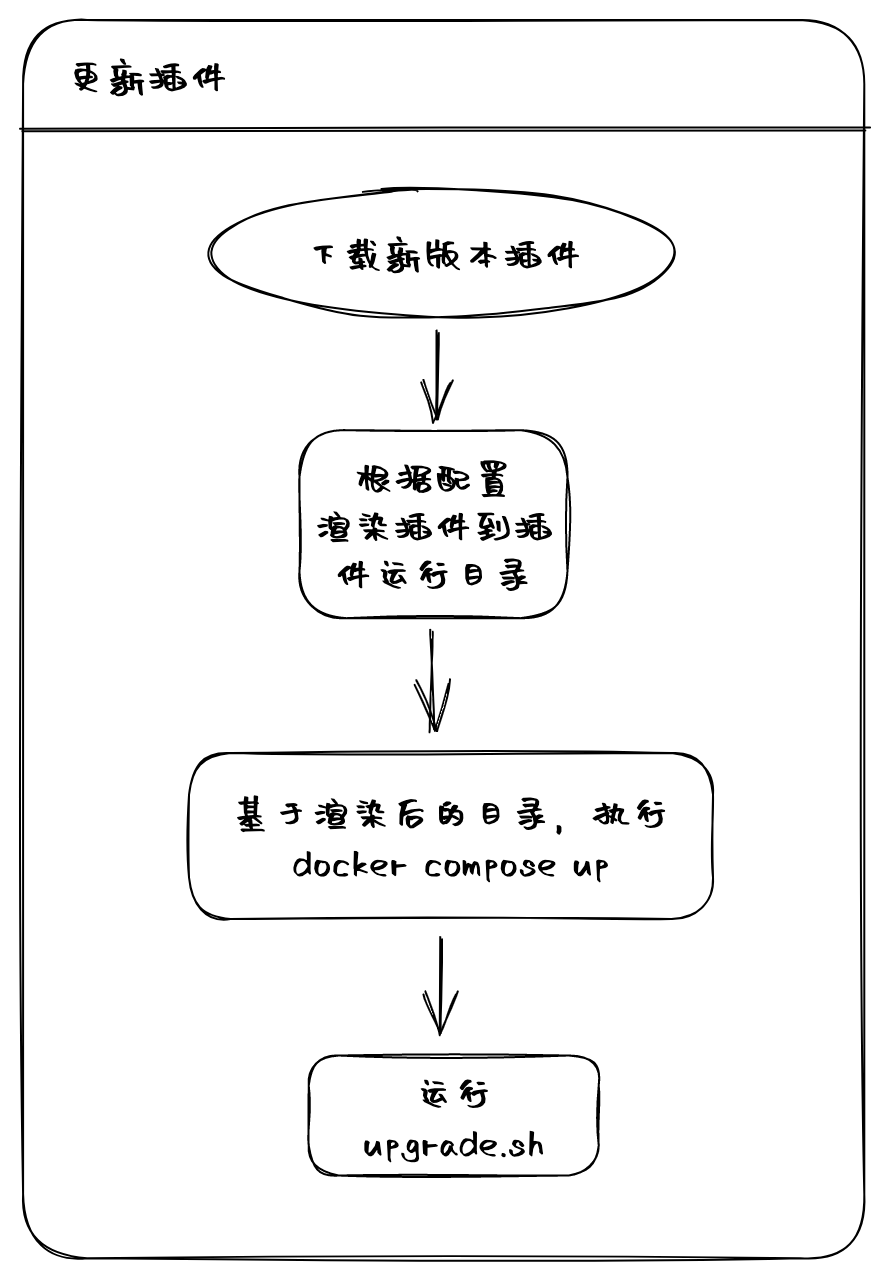 更新插件
下载新版本插件
根据配置
渲染插件到插
件运行目录
基于渲染后的目录，执行
docker compose up
运行
upgrade.sh